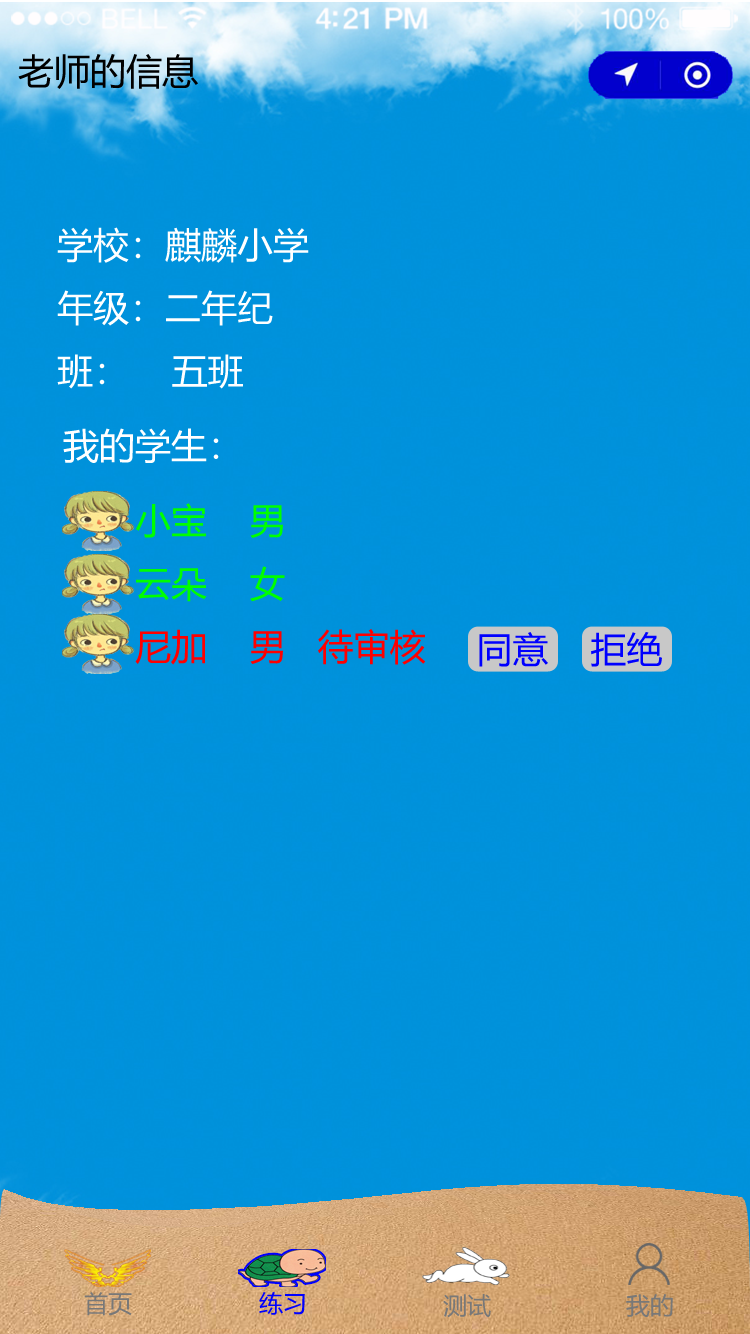 BELL 4:21 PM 100%
老师的信息
学校：麒麟小学
年级：二年纪
班： 五班
我的学生：
小宝 男
云朵 女
尼加 男 待审核 同意 拒绝
首页 练习 测试 我的